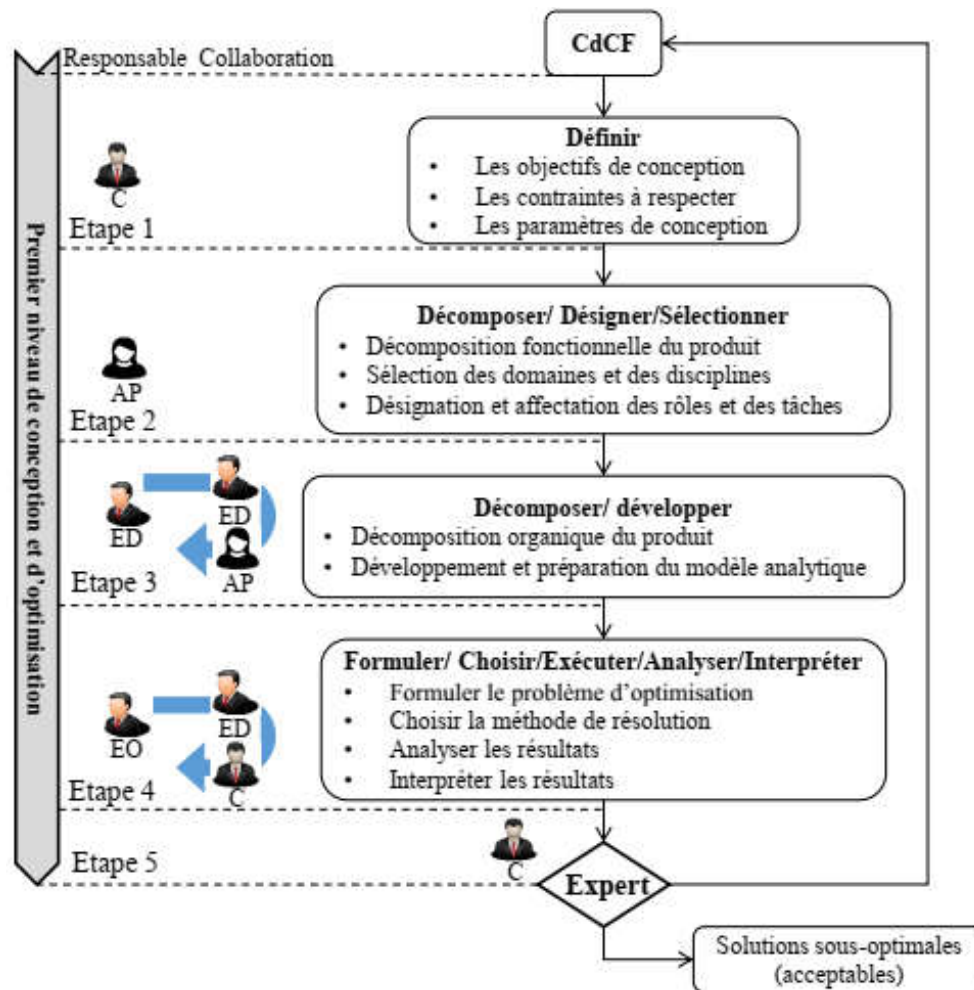 CdCF
Responsable Collaboration
Définir
• Les objectifs de conception
• Les contraintes à respecter
• Les paramètres de conception
C
Etape 1
Décomposer/ Désigner/Sélectionner
• Décomposition fonctionnelle du produit
• Sélection des domaines et des disciplines
• Désignation et affectation des rôles et des tâches
AP
Etape 2
Décomposer/ développer
• Décomposition organique du produit
• Développement et préparation du modèle analytique
ED
ED
AP
Etape 3
Formuler/ Choisir/Exécuter/Analyser/Interpréter
• Formuler le problème d'optimisation
• Choisir la méthode de résolution
• Analyser les résultats
• Interprèter les résultats
ED
EO
C
Etape 4
C
Etape 5
Expert
Solutions sous-optimales
(acceptables)
Premier niveau de conception et d'optimisation